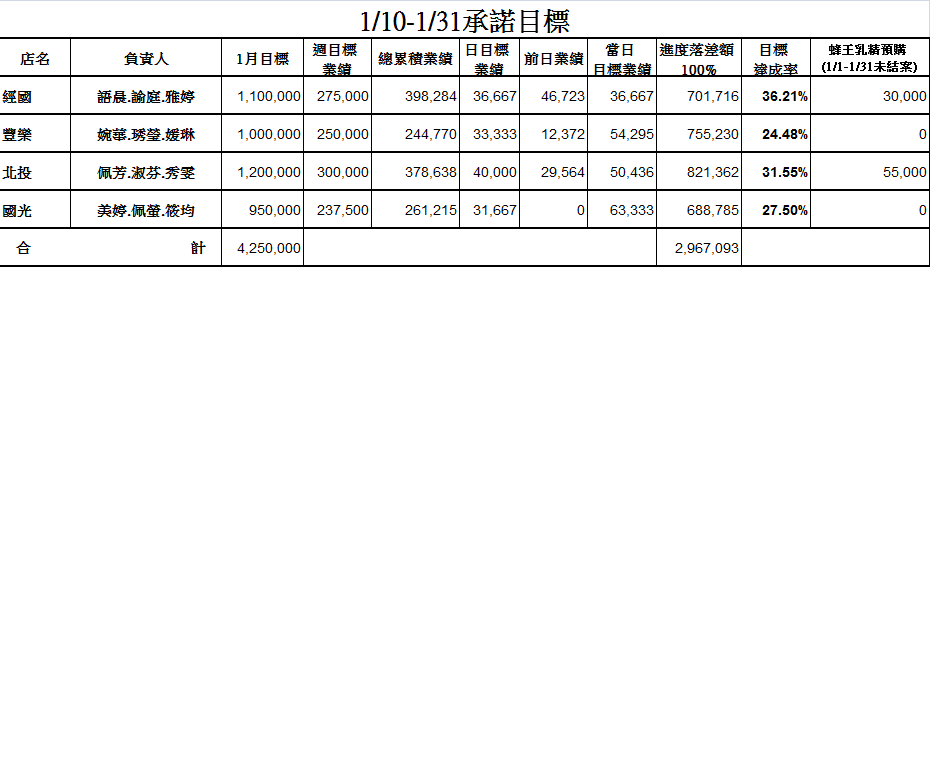 1/10-1/31承諾目標
店名 負責人 1月目標 週目標業績 總累積業績 日目標業績 前日業績 當日目標業績 進度落差額100% 目標達成率 蜂王乳精預購(1/1-1/31未結案)
經國 語晨.諭庭.雅婷 1,100,000 275,000 398,284 36,667 46,723 36,667 701,716 36.21% 30,000
豐樂 婉華.琇瑩.媛琳 1,000,000 250,000 244,770 33,333 12,372 54,295 755,230 24.48% 0
北投 佩芳.淑芬.秀雯 1,200,000 300,000 378,638 40,000 29,564 50,436 821,362 31.55% 55,000
國光 美婷.佩螢.筱均 950,000 237,500 261,215 31,667 0 63,333 688,785 27.50% 0
合 計 4,250,000 2,967,093